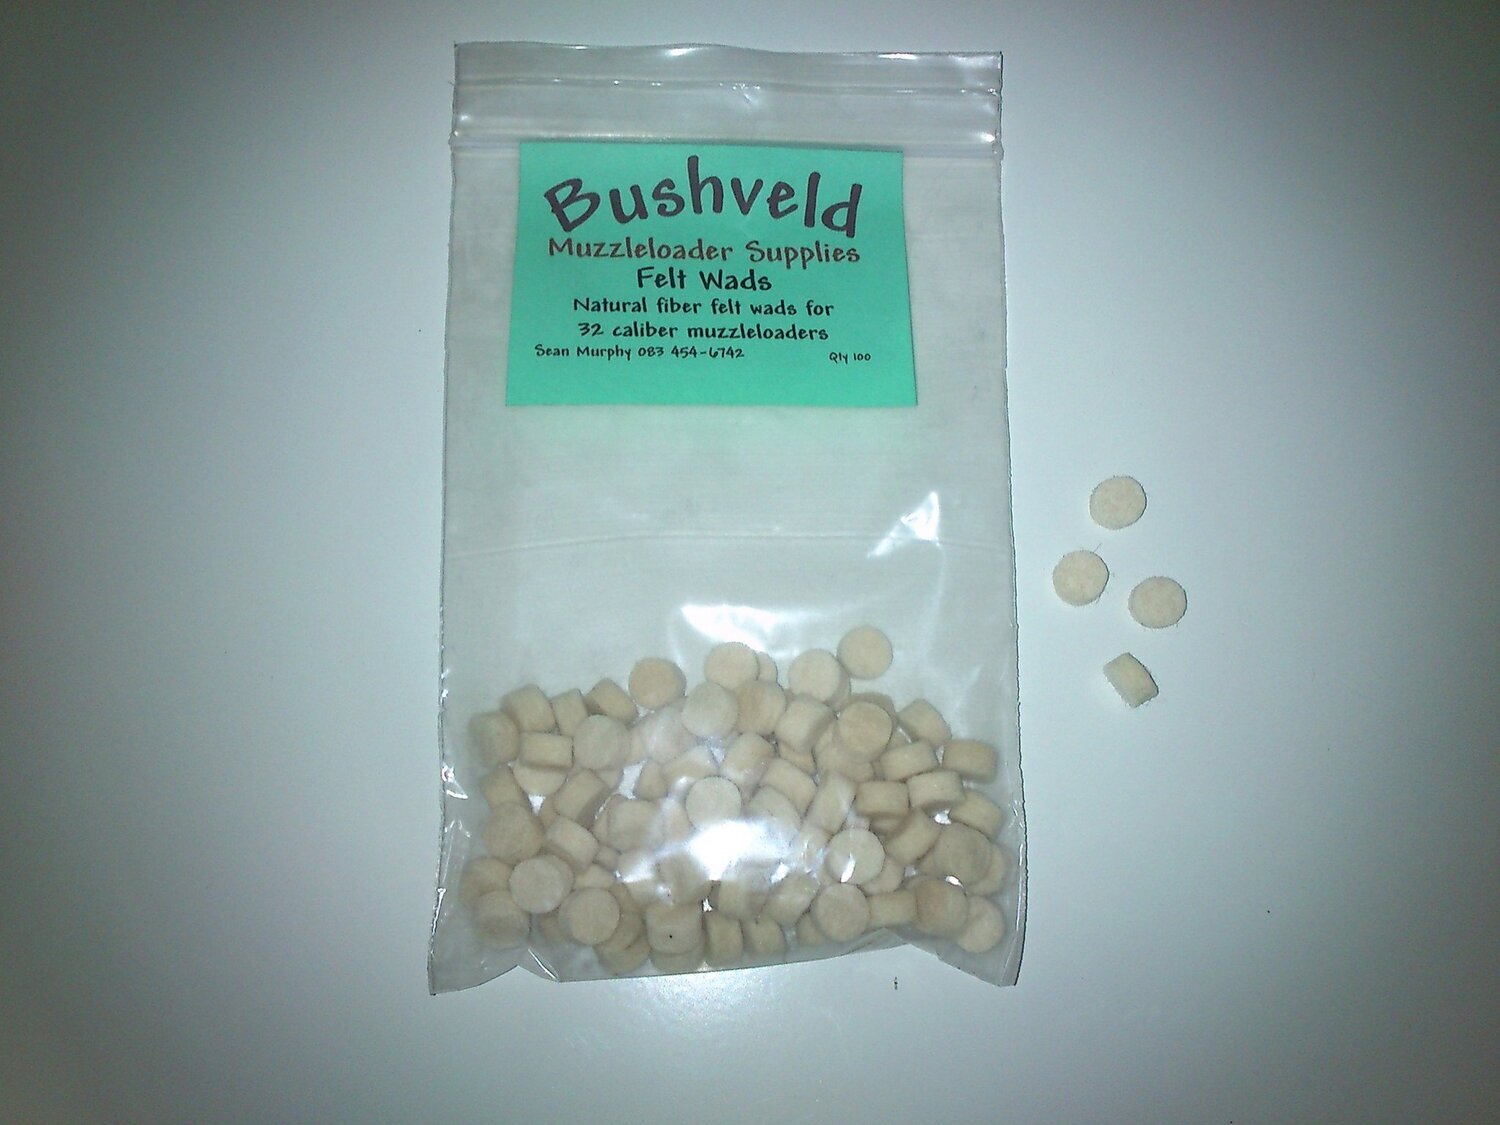 Bushveld
Muzzleloader Supplies
Felt Wads
Natural fiber felt wads for
32 caliber muzzleloaders
Sean Murphy 083 454-6742 Qty 100